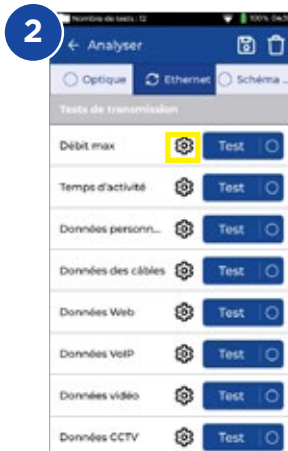 2
Nombre de tests : 12
100%
Analyser
Optique Ethernet Schéma ...
Tests de transmission
Débit max Test
Temps d'activité Test
Données personn... Test
Données des câbles Test
Données Web Test
Données VoIP Test
Données vidéo Test
Données CCTV Test